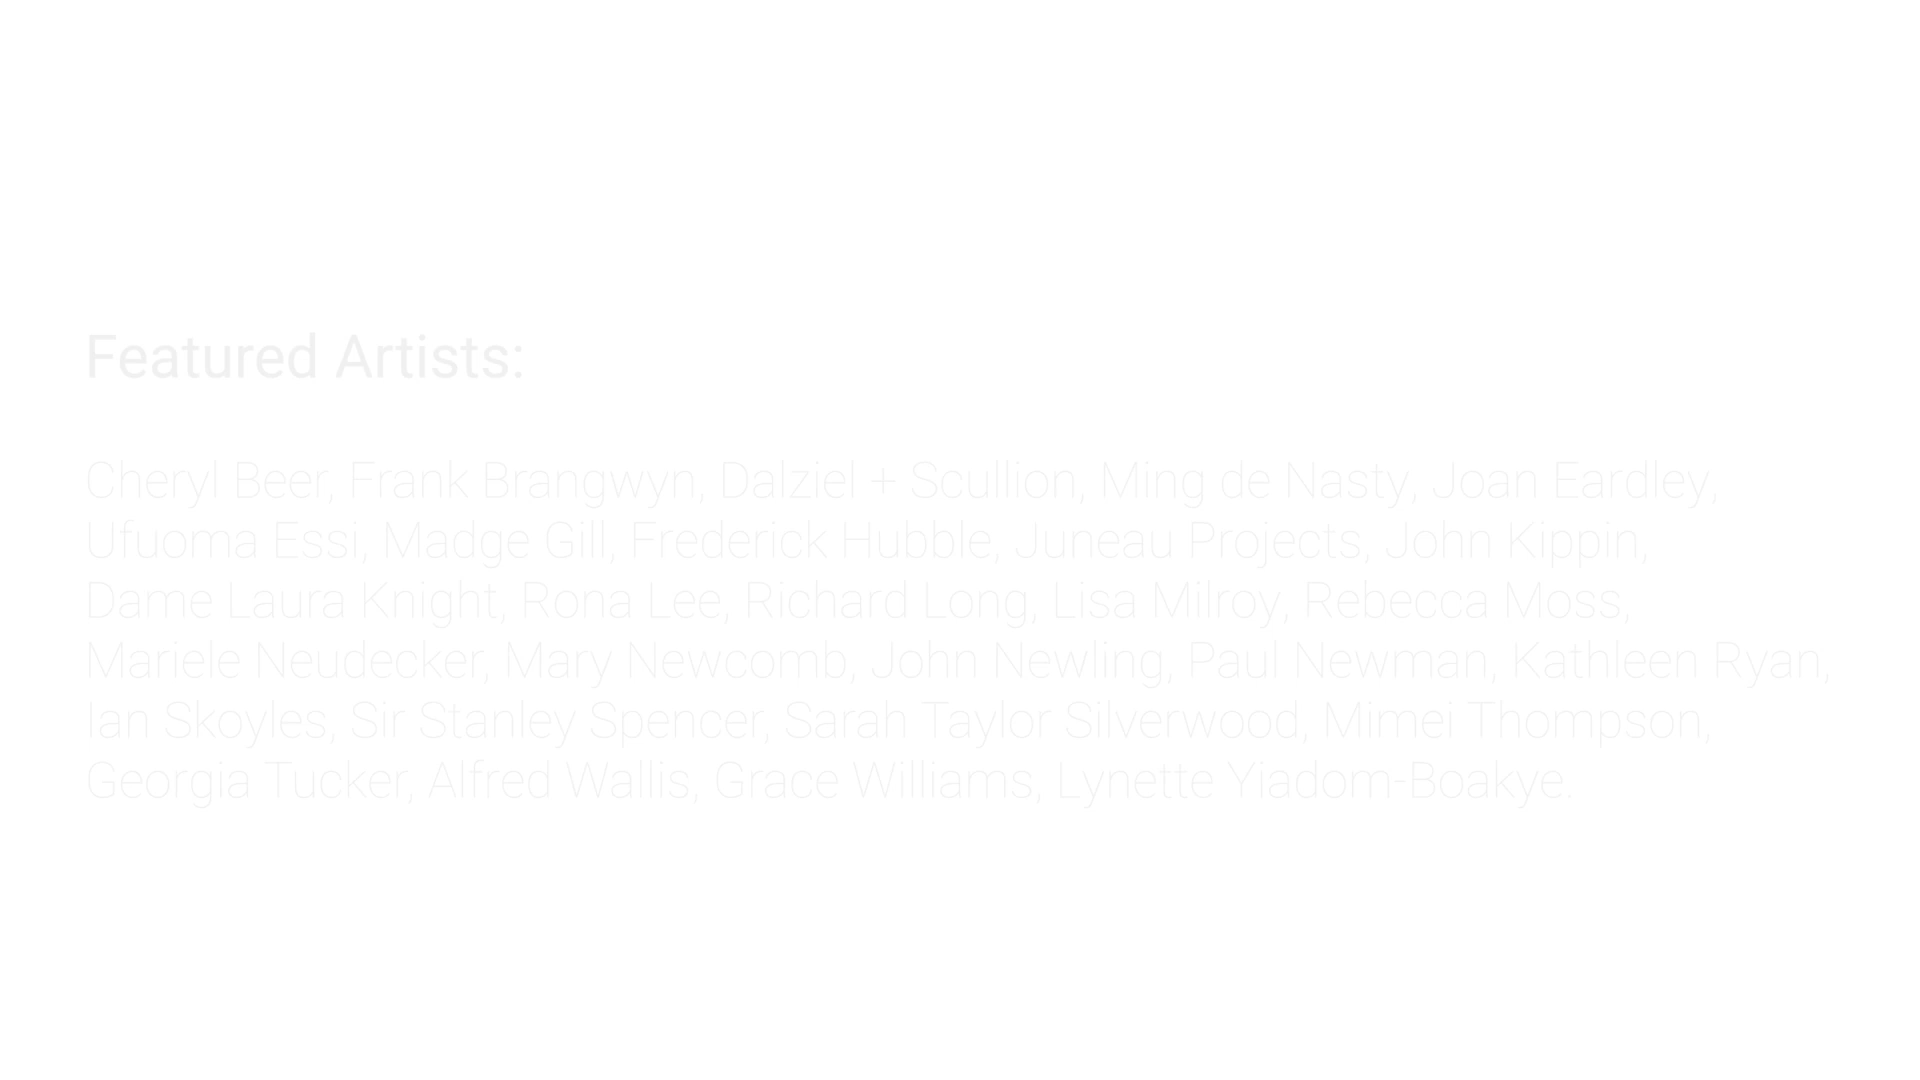 Featured Artists:
Cheryl Beer, Frank Brangwyn, Dalziel + Scullion, Ming de Nasty, Joan Eardley,
Ufuoma Essi, Madge Gill, Frederick Hubble, Juneau Projects, John Kippin,
Dame Laura Knight, Rona Lee, Richard Long, Lisa Milroy, Rebecca Moss,
Mariele Neudecker, Mary Newcomb, John Newling, Paul Newman, Kathleen Ryan,
Ian Skoyles, Sir Stanley Spencer, Sarah Taylor Silverwood, Mimei Thompson,
Georgia Tucker, Alfred Wallis, Grace Williams, Lynette Yiadom-Boakye.